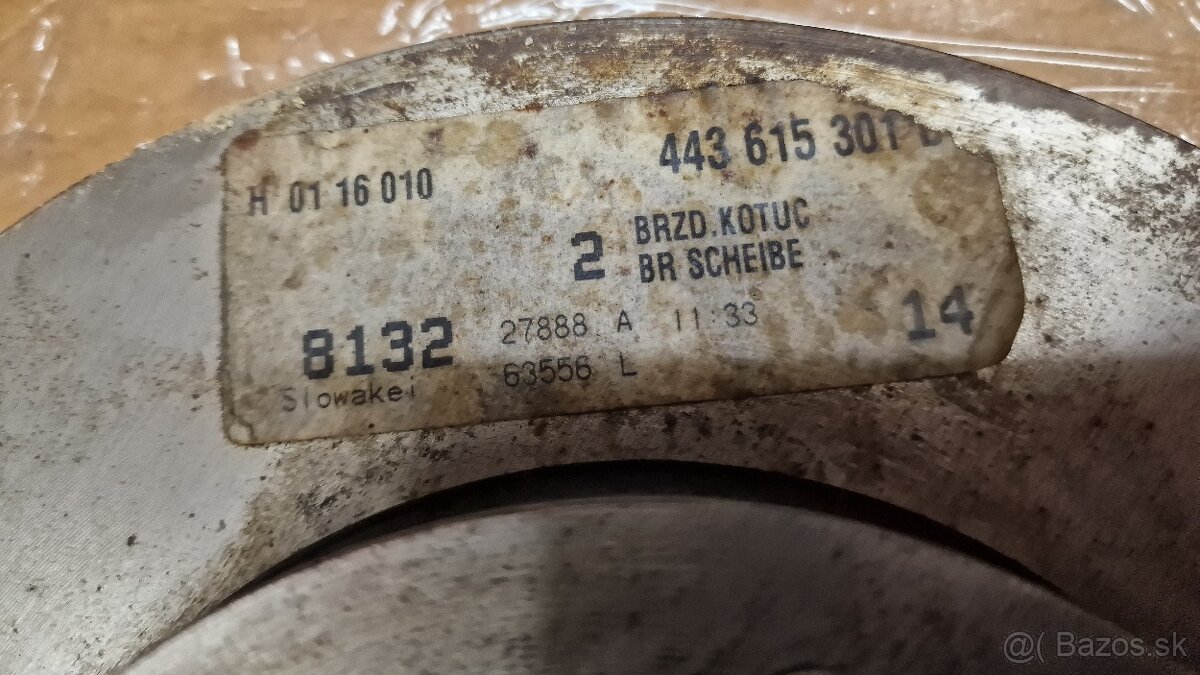 443 615 301
H 01 16 010
2 BRZD.KOTUC
BR SCHEIBE
8132 27888 A 11:33 14
63556 L
Slowakei
@( Bazos.sk